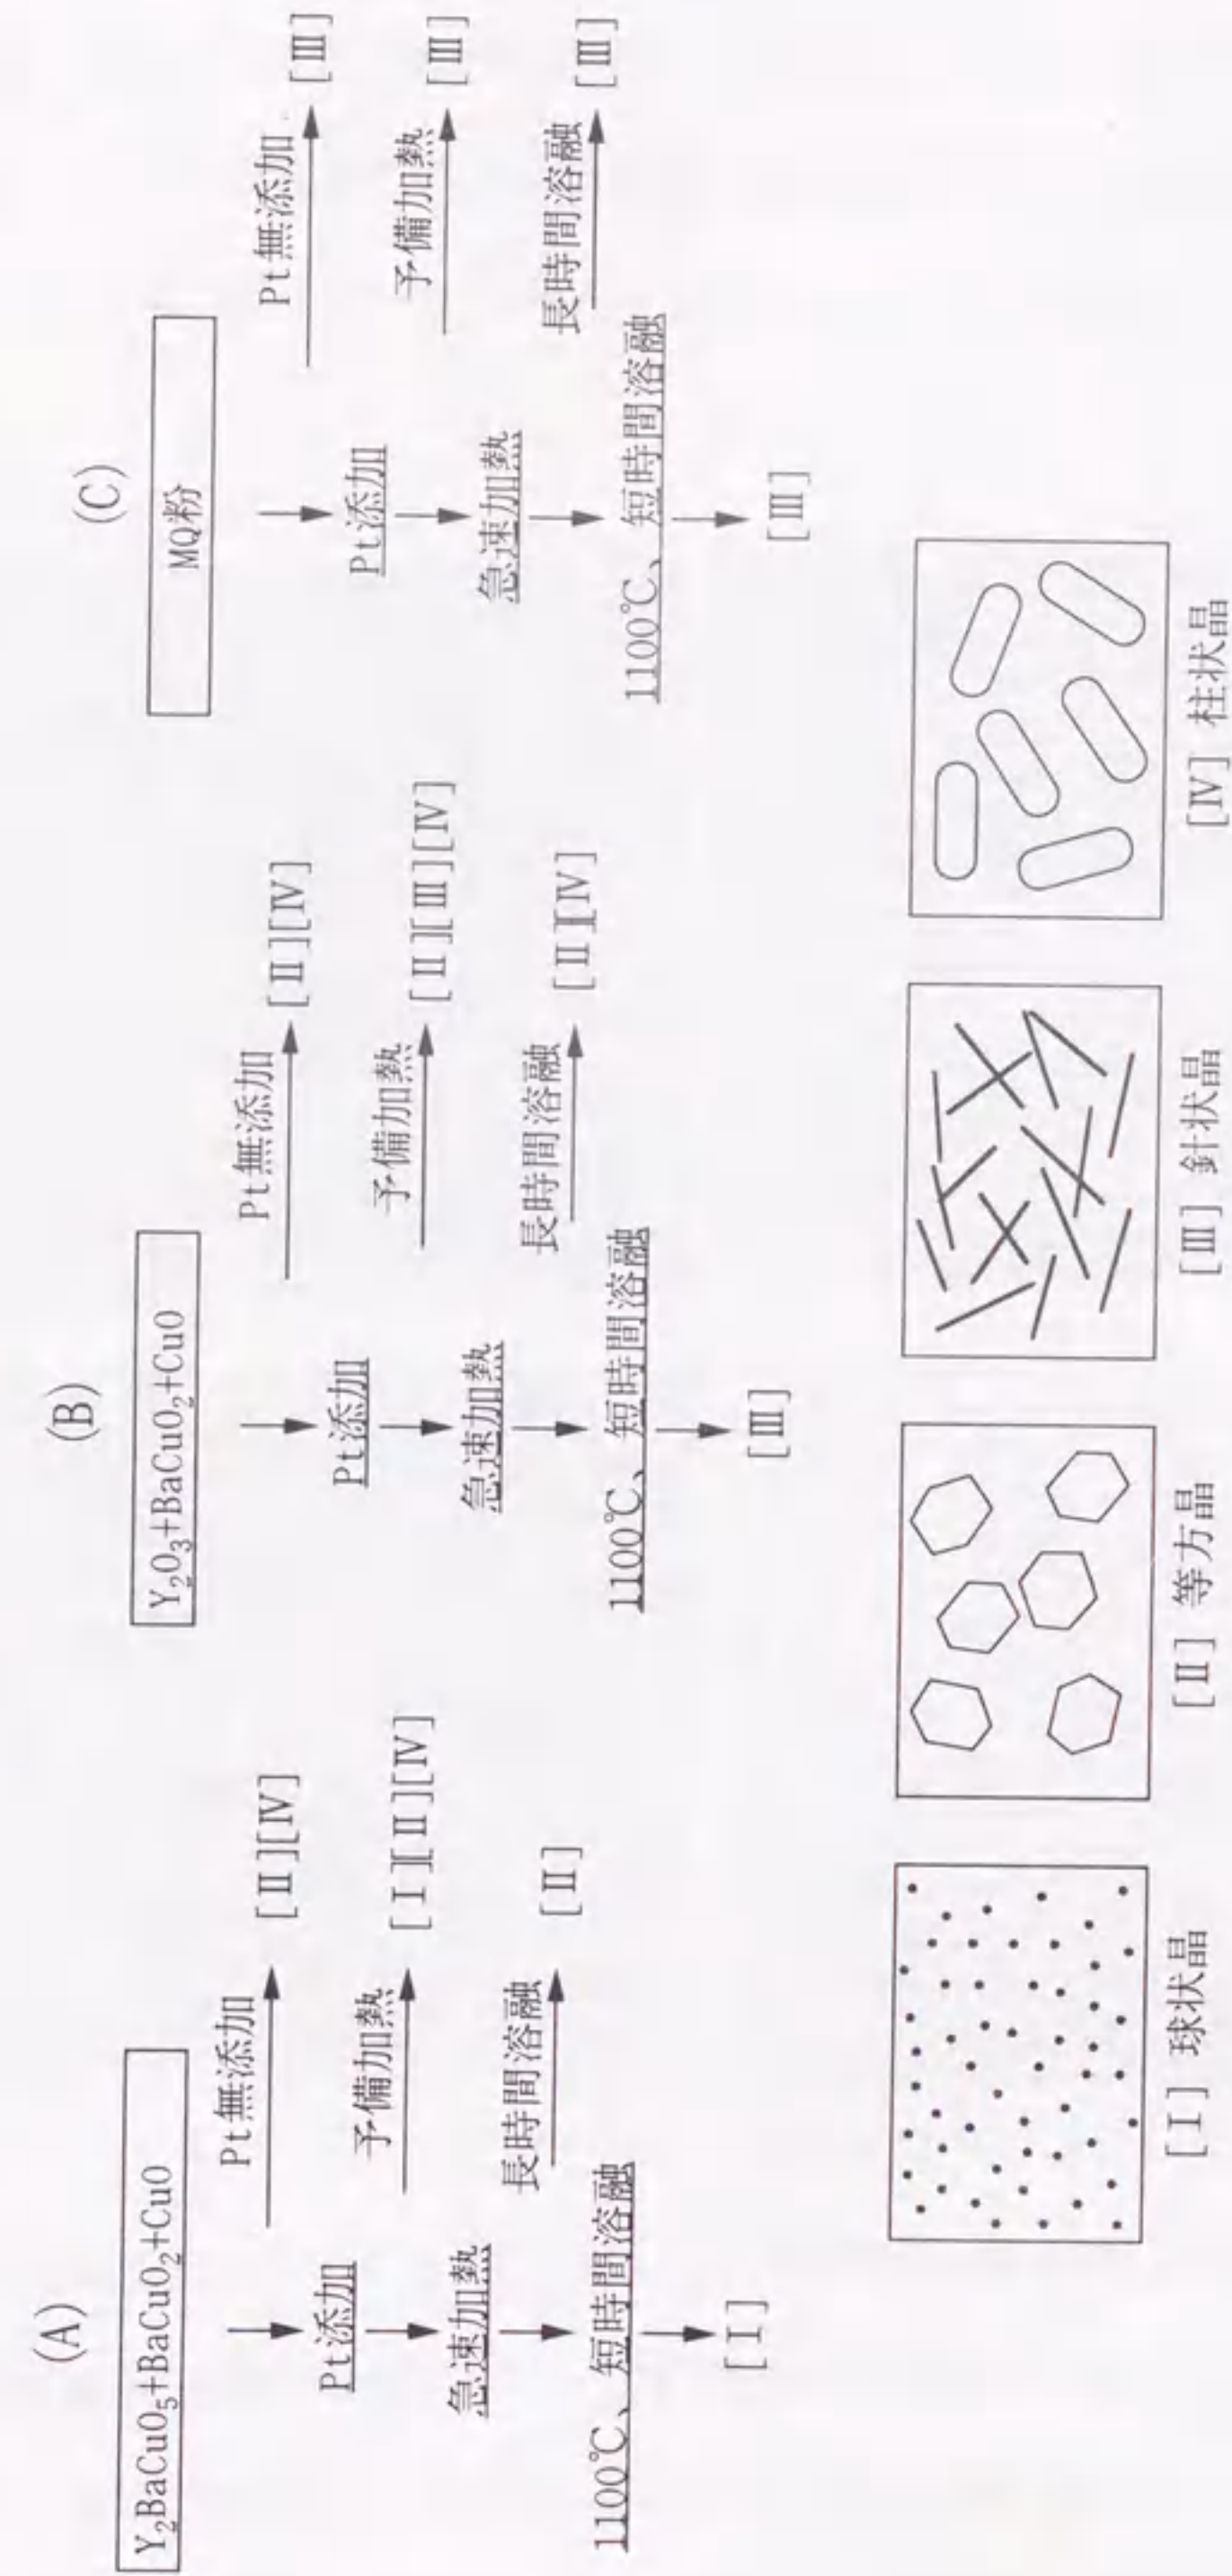 (A)
Y₂BaCuO₅+BaCuO₂+CuO
Pt無添加
[Ⅱ][Ⅳ]
Pt添加
予備加熱
[Ⅰ][Ⅱ][Ⅳ]
急速加熱
長時間溶融
[Ⅱ]
1100℃、短時間溶融
[Ⅰ]
(B)
Y₂O₃+BaCuO₂+CuO
Pt無添加
[Ⅱ][Ⅳ]
Pt添加
予備加熱
[Ⅱ][Ⅲ][Ⅳ]
急速加熱
長時間溶融
[Ⅱ][Ⅳ]
1100℃、短時間溶融
[Ⅲ]
(C)
MQ粉
Pt無添加
[Ⅲ]
Pt添加
予備加熱
[Ⅲ]
急速加熱
長時間溶融
[Ⅲ]
1100℃、短時間溶融
[Ⅲ]
[Ⅰ] 球状晶
[Ⅱ] 等方晶
[Ⅲ] 針状晶
[Ⅳ] 柱状晶